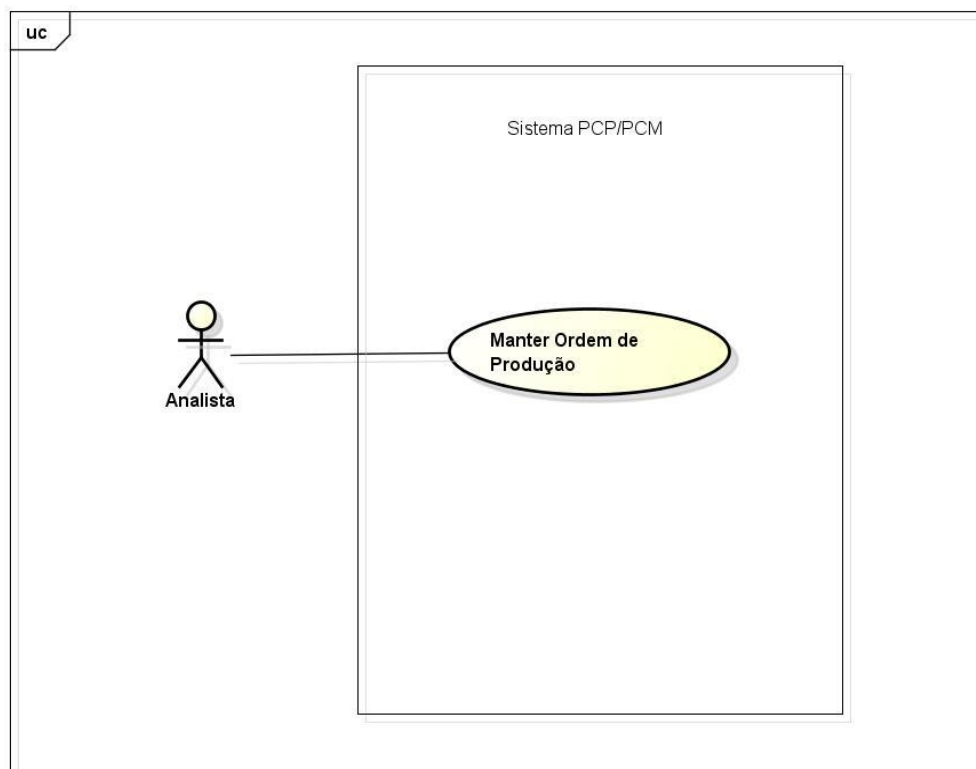 uc
Sistema PCP/PCM
Manter Ordem de
Produção
Analista